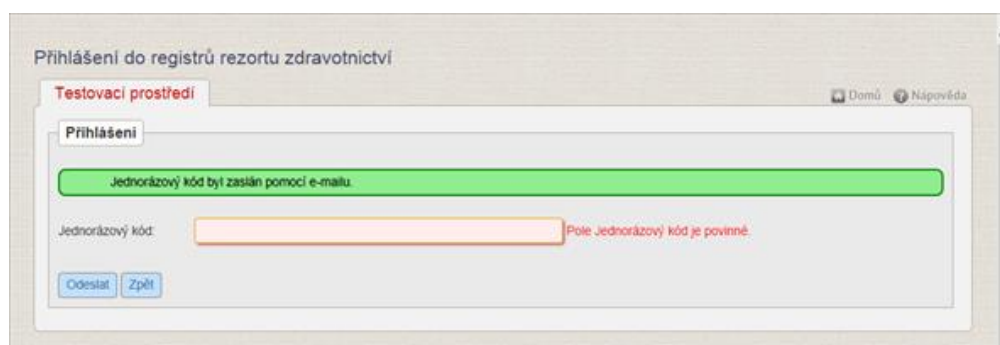 Přihlášení do registrů rezortu zdravotnictví
Testovací prostředí
Domů Nápověda
Přihlášení
Jednorázový kód byl zaslán pomocí e-mailu.
Jednorázový kód: Pole Jednorázový kód je povinné.
Odeslat Zpět